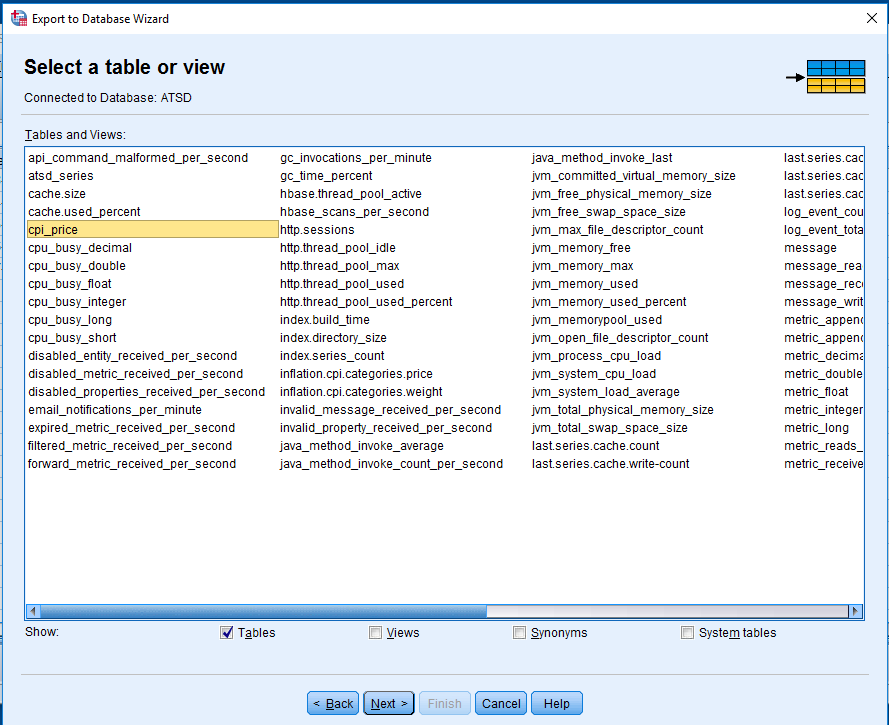 Export to Database Wizard
Select a table or view
Connected to Database: ATSD
Tables and Views:
api_command_malformed_per_second
atsd_series
cache.size
cache.used_percent
cpi_price
cpu_busy_decimal
cpu_busy_double
cpu_busy_float
cpu_busy_integer
cpu_busy_long
cpu_busy_short
disabled_entity_received_per_second
disabled_metric_received_per_second
disabled_properties_received_per_second
email_notifications_per_minute
expired_metric_received_per_second
filtered_metric_received_per_second
forward_metric_received_per_second
gc_invocations_per_minute
gc_time_percent
hbase.thread_pool_active
hbase_scans_per_second
http.sessions
http.thread_pool_idle
http.thread_pool_max
http.thread_pool_used
http.thread_pool_used_percent
index.build_time
index.directory_size
index.series_count
inflation.cpi.categories.price
inflation.cpi.categories.weight
invalid_message_received_per_second
invalid_property_received_per_second
java_method_invoke_average
java_method_invoke_count_per_second
java_method_invoke_last
jvm_committed_virtual_memory_size
jvm_free_physical_memory_size
jvm_free_swap_space_size
jvm_max_file_descriptor_count
jvm_memory_free
jvm_memory_max
jvm_memory_used
jvm_memory_used_percent
jvm_memorypool_used
jvm_open_file_descriptor_count
jvm_process_cpu_load
jvm_system_cpu_load
jvm_system_load_average
jvm_total_physical_memory_size
jvm_total_swap_space_size
last.series.cache.count
last.series.cache.write-count
last.series.cac
last.series.cac
last.series.cac
log_event_cou
log_event_tota
message
message_rea
message_rece
message_writ
metric_appen
metric_appen
metric_decima
metric_double
metric_float
metric_integer
metric_long
metric_reads_
metric_receive
Show:
Tables
Views
Synonyms
System tables
< Back
Next >
Finish
Cancel
Help